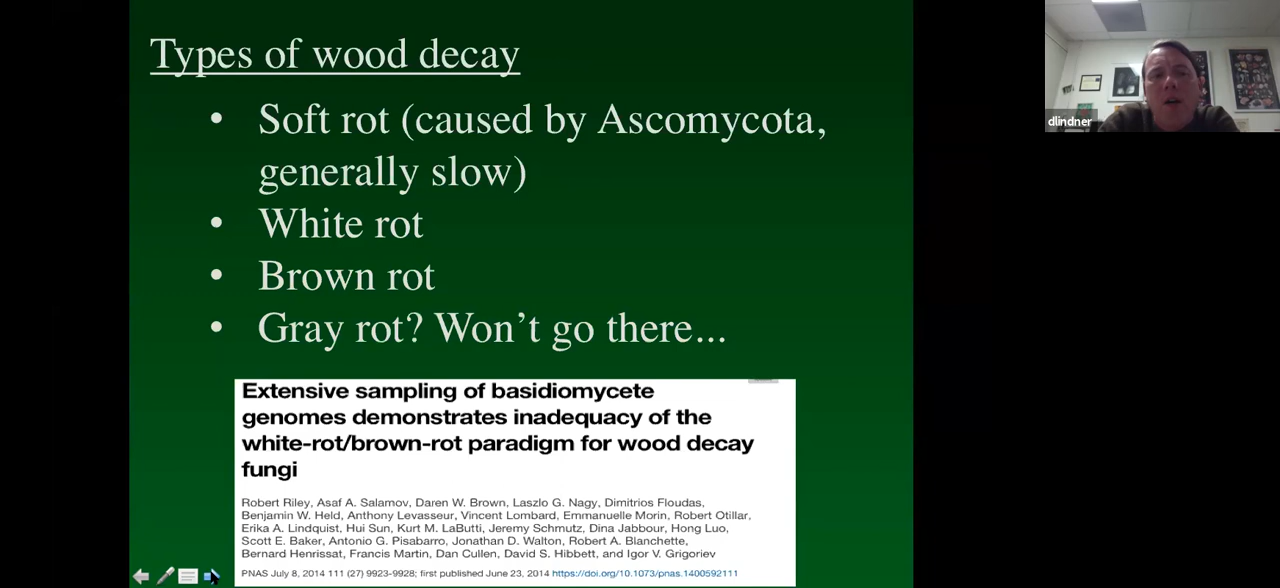 Types of wood decay
• Soft rot (caused by Ascomycota,
generally slow)
• White rot
• Brown rot
• Gray rot? Won't go there...
Extensive sampling of basidiomycete
genomes demonstrates inadequacy of the
white-rot/brown-rot paradigm for wood decay
fungi
Robert Riley, Asaf A. Salamov, Daren W. Brown, Laszlo G. Nagy, Dimitrios Floudas,
Benjamin W. Held, Anthony Levasseur, Vincent Lombard, Emmanuelle Morin, Robert Otillar,
Erika A. Lindquist, Hui Sun, Kurt M. LaButti, Jeremy Schmutz, Dina Jabbour, Hong Luo,
Scott E. Baker, Antonio G. Pisabarro, Jonathan D. Walton, Robert A. Blanchette,
Bernard Henrissat, Francis Martin, Dan Cullen, David S. Hibbett, and Igor V. Grigoriev
PNAS July 8, 2014 111 (27) 9923-9928; first published June 23, 2014 https://doi.org/10.1073/pnas.1400592111
dlindner